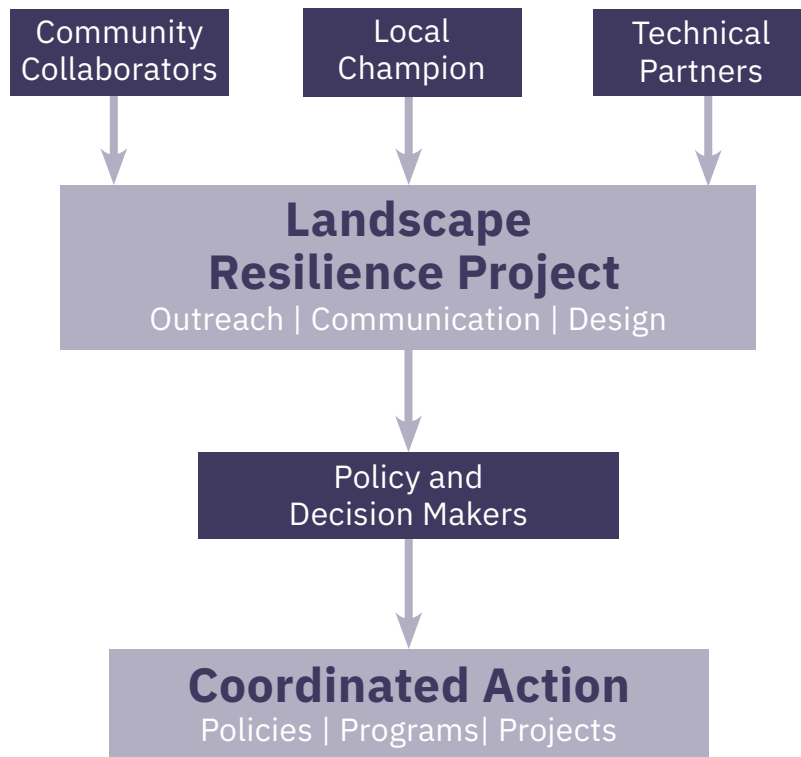 Community
Collaborators
Local
Champion
Technical
Partners
Landscape
Resilience Project
Outreach | Communication | Design
Policy and
Decision Makers
Coordinated Action
Policies | Programs| Projects